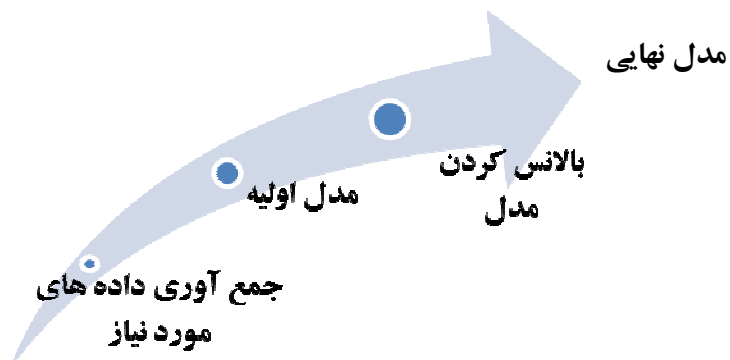 مدل نهایی
بالانس کردن
مدل
مدل اولیه
جمع آوری داده های
مورد نیاز